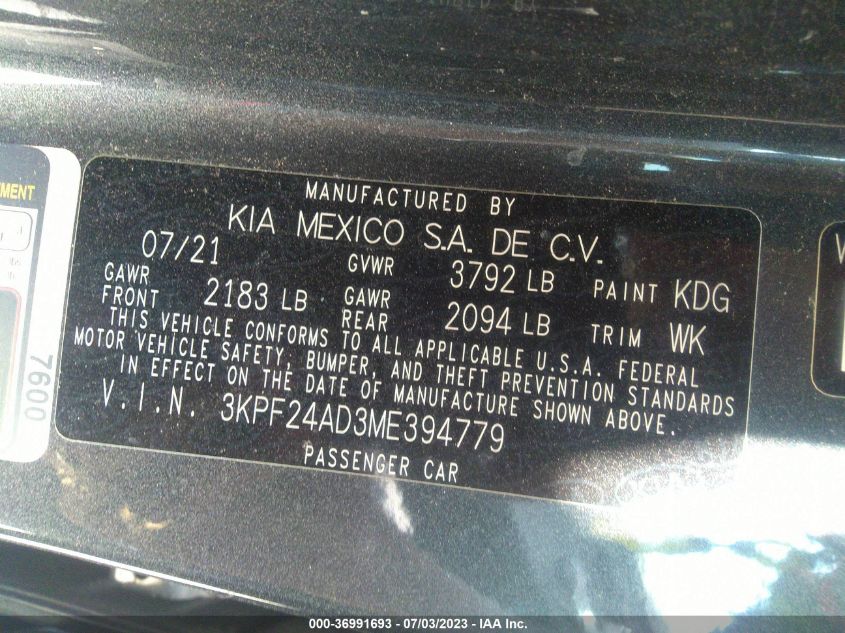 MANUFACTURED BY
KIA MEXICO S.A. DE C.V.
07/21 GVWR 3792 LB PAINT KDG
GAWR FRONT 2183 LB GAWR REAR 2094 LB TRIM WK
THIS VEHICLE CONFORMS TO ALL APPLICABLE U.S.A. FEDERAL
MOTOR VEHICLE SAFETY, BUMPER, AND THEFT PREVENTION STANDARDS
IN EFFECT ON THE DATE OF MANUFACTURE SHOWN ABOVE.
V.I.N. 3KPF24AD3ME394779
PASSENGER CAR
7600
000-36991693 - 07/03/2023 - IAA Inc.